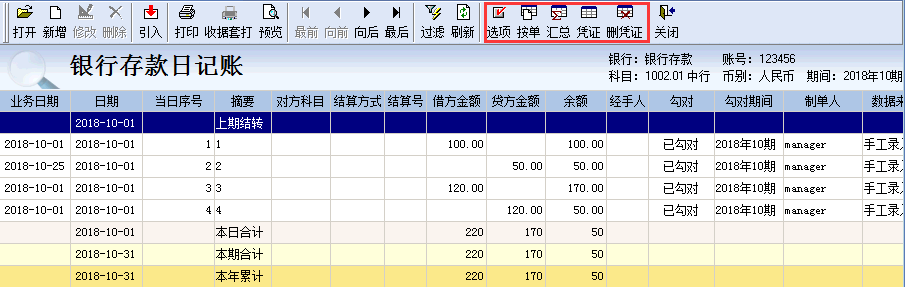 打开 新增 修改 删除 引入 打印 收据套打 预览 最前 向前 向后 最后 过滤 刷新 选项 按单 汇总 凭证 删凭证 关闭
银行存款日记账
银行：银行存款 账号：123456
科目：1002.01 中行 币别：人民币 期间：2018年10期
业务日期 日期 当日序号 摘要 对方科目 结算方式 结算号 借方金额 贷方金额 余额 经手人 勾对 勾对期间 制单人 数据来
2018-10-01 上期结转
2018-10-01 2018-10-01 1 1 100.00 100.00 已勾对 2018年10期 manager 手工录入
2018-10-25 2018-10-01 2 2 50.00 50.00 已勾对 2018年10期 manager 手工录入
2018-10-01 2018-10-01 3 3 120.00 170.00 已勾对 2018年10期 manager 手工录入
2018-10-01 2018-10-01 4 4 120.00 50.00 已勾对 2018年10期 manager 手工录入
2018-10-01 本日合计 220 170 50
2018-10-31 本期合计 220 170 50
2018-10-31 本年累计 220 170 50